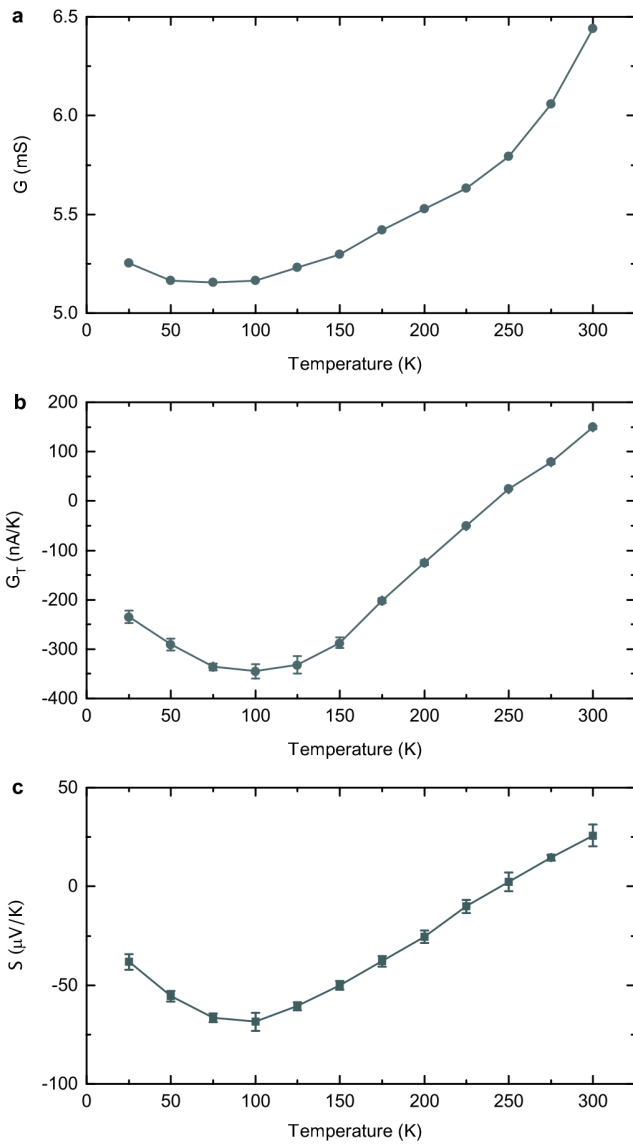 a
6.5
6.0
5.5
5.0
G (mS)
0 50 100 150 200 250 300
Temperature (K)
b
200
100
0
-100
-200
-300
-400
G_T (nA/K)
0 50 100 150 200 250 300
Temperature (K)
c
50
0
-50
-100
S (μV/K)
0 50 100 150 200 250 300
Temperature (K)